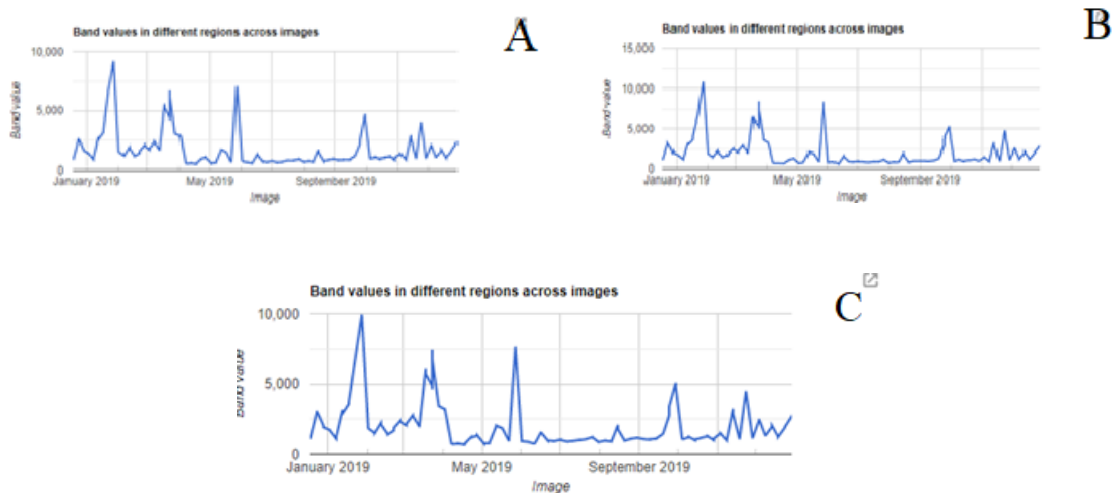 Band values in different regions across images
A
10,000
5,000
0
Band value
January 2019
May 2019
September 2019
Image
Band values in different regions across images
B
15,000
10,000
5,000
0
Band value
January 2019
May 2019
September 2019
Image
Band values in different regions across images
C
10,000
5,000
0
Band value
January 2019
May 2019
September 2019
Image